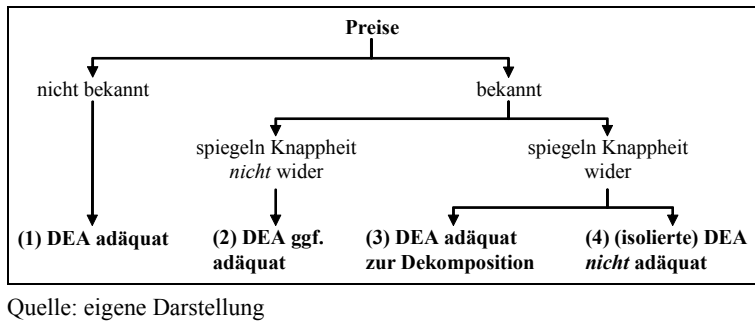 Preise
nicht bekannt
bekannt
spiegeln Knappheit
nicht wider
spiegeln Knappheit
wider
(1) DEA adäquat
(2) DEA ggf.
adäquat
(3) DEA adäquat
zur Dekomposition
(4) (isolierte) DEA
nicht adäquat
Quelle: eigene Darstellung